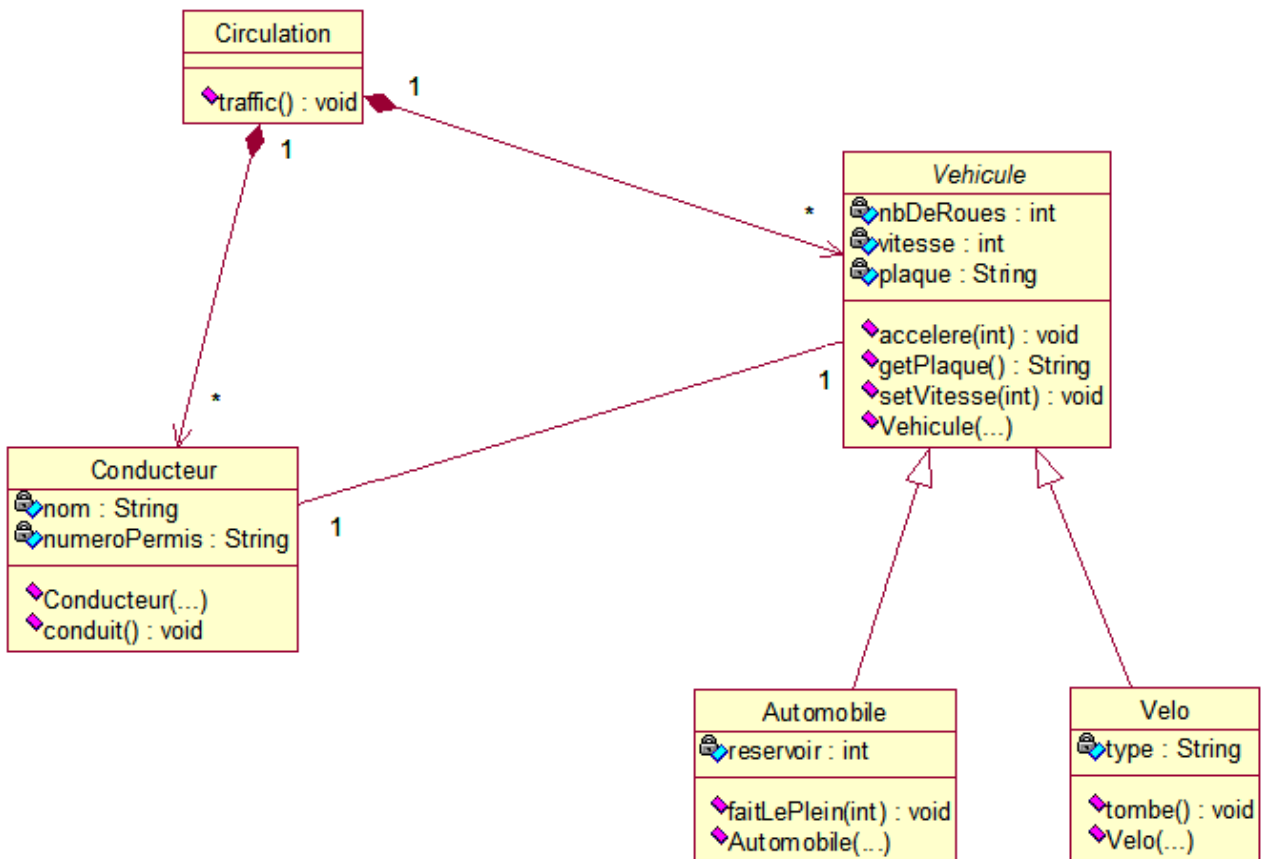 Circulation
traffic() : void
1
1
*
*
Vehicule
nbDeRoues : int
vitesse : int
plaque : String
accelere(int) : void
getPlaque() : String
setVitesse(int) : void
Vehicule(...)
1
1
Conducteur
nom : String
numeroPermis : String
Conducteur(...)
conduit() : void
Automobile
reservoir : int
faitLePlein(int) : void
Automobile(...)
Velo
type : String
tombe() : void
Velo(...)